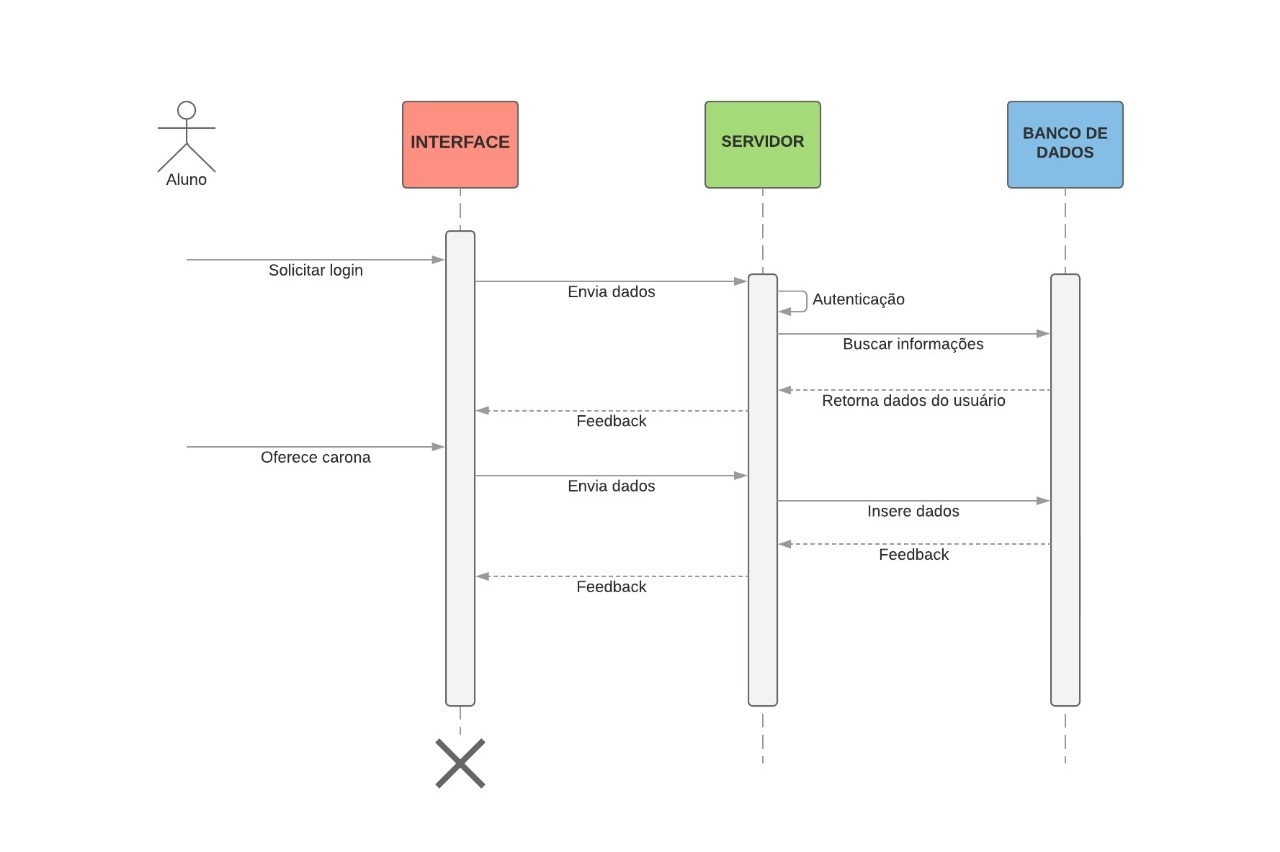 Aluno
INTERFACE
SERVIDOR
BANCO DE
DADOS
Solicitar login
Envia dados
Autenticação
Buscar informações
Retorna dados do usuário
Feedback
Oferece carona
Envia dados
Insere dados
Feedback
Feedback